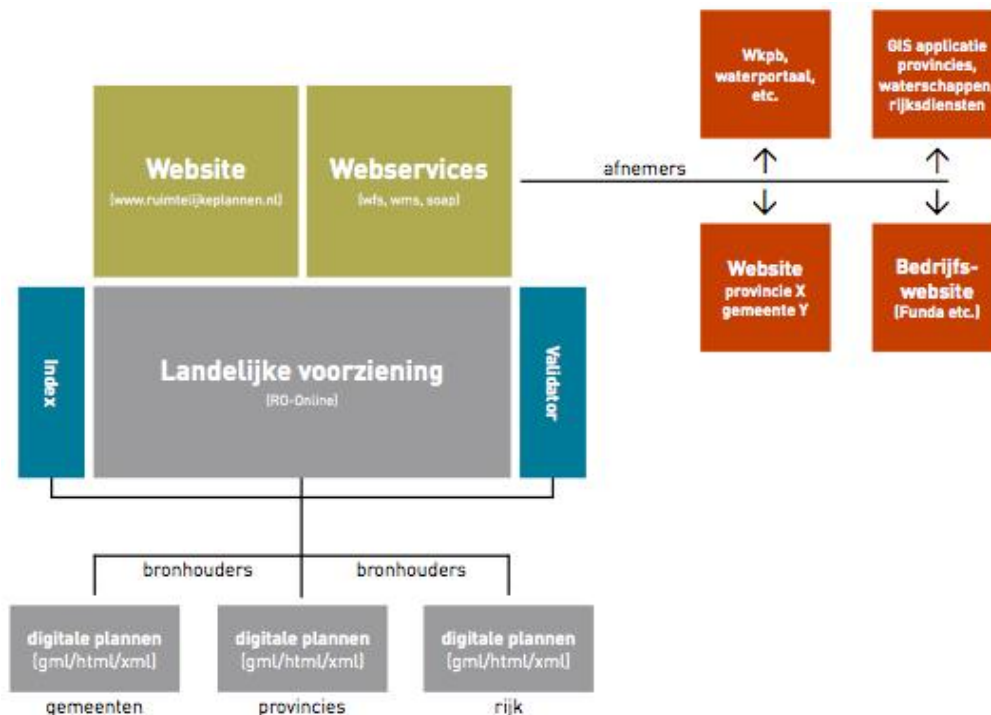 Wkpb,
waterportaal,
etc.
GIS applicatie
provincies,
waterschappen
rijksdiensten
Website
(www.ruimtelijkeplannen.nl)
Webservices
(wfs, wms, soap)
afnemers
Website
provincie X
gemeente Y
Bedrijfs-
website
(Funda etc.)
Index
Landelijke voorziening
(RO-Online)
Validator
bronhouders
bronhouders
digitale plannen
(gml/html/xml)
digitale plannen
(gml/html/xml)
digitale plannen
(gml/html/xml)
gemeenten
provincies
rijk